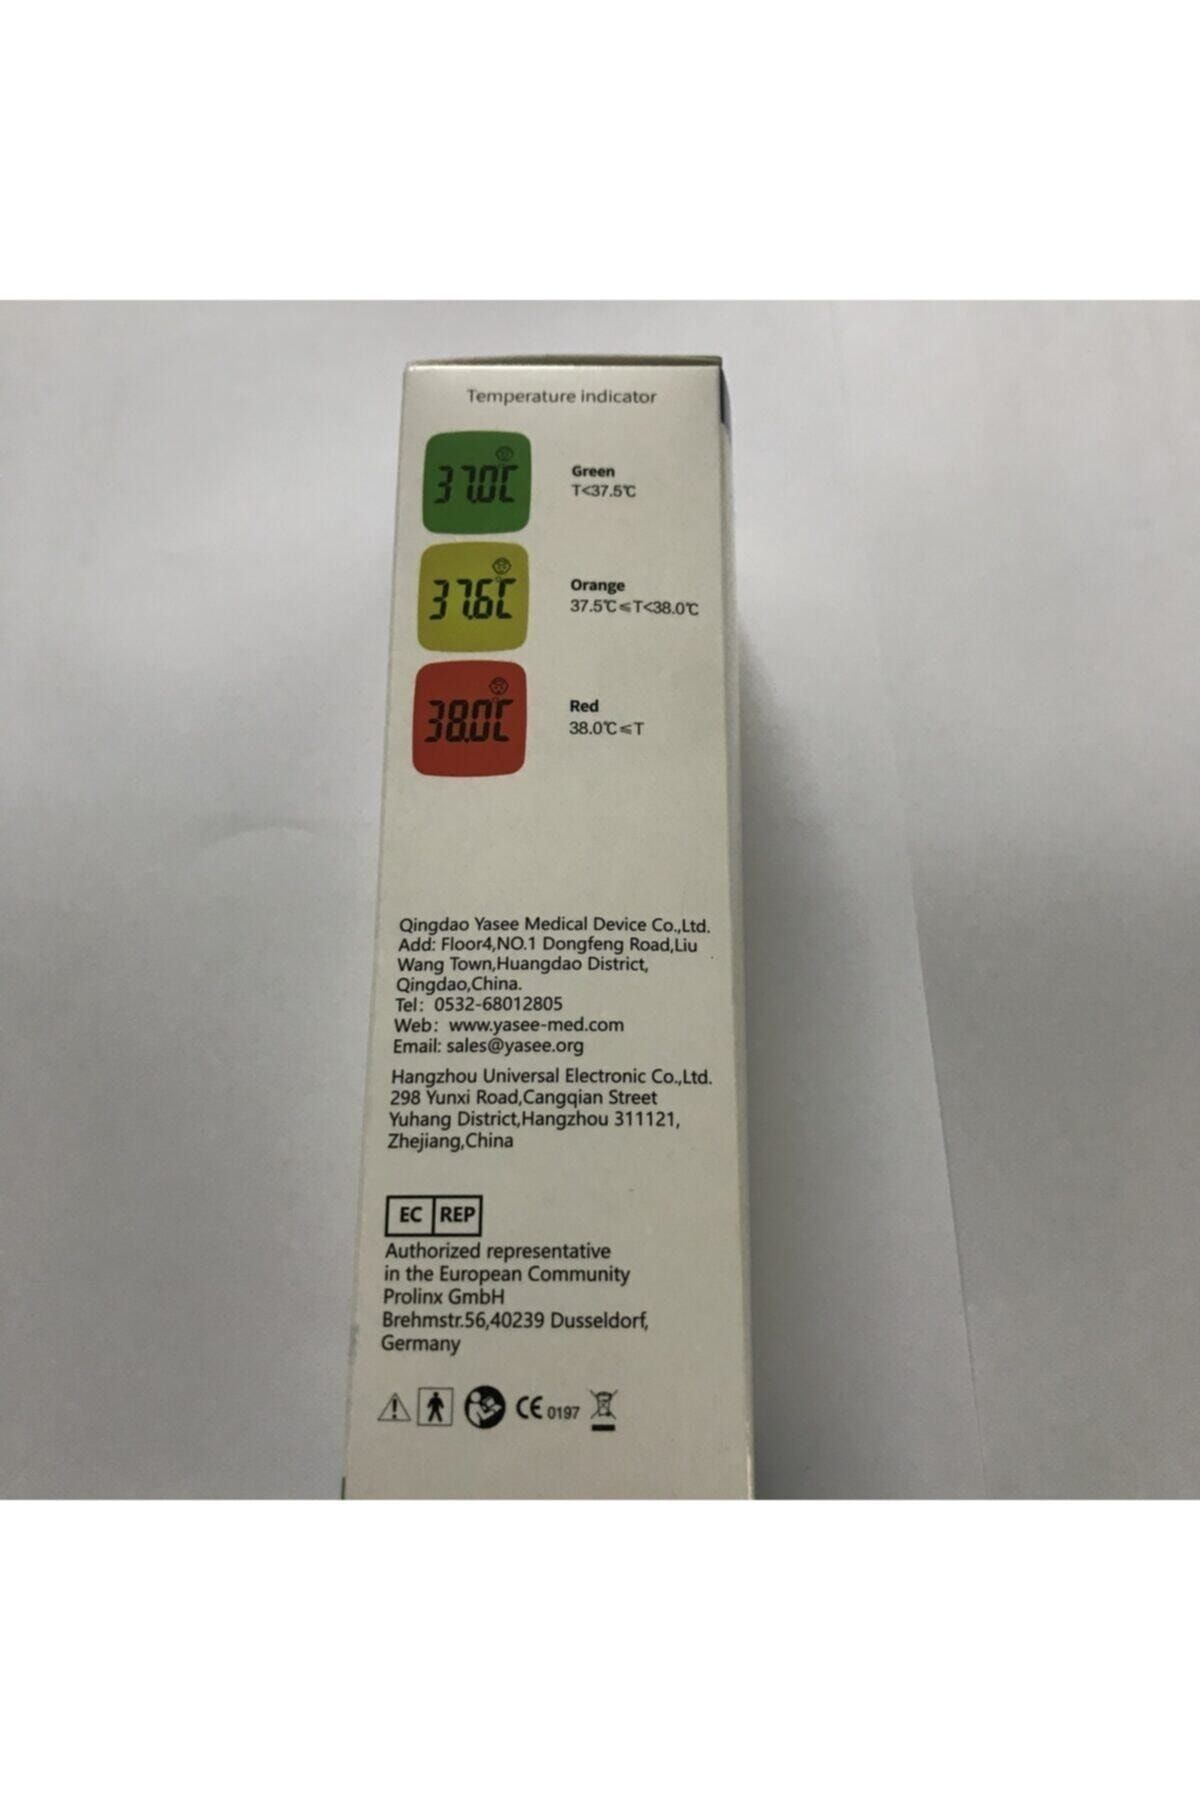 Temperature indicator
37.0℃
Green
T<37.5℃
37.6℃
Orange
37.5℃⩽T<38.0℃
38.0℃
Red
38.0℃⩽T
Qingdao Yasee Medical Device Co.,Ltd.
Add: Floor4,NO.1 Dongfeng Road,Liu
Wang Town,Huangdao District,
Qingdao,China.
Tel： 0532-68012805
Web： www.yasee-med.com
Email: sales@yasee.org
Hangzhou Universal Electronic Co.,Ltd.
298 Yunxi Road,Cangqian Street
Yuhang District,Hangzhou 311121,
Zhejiang,China
EC REP
Authorized representative
in the European Community
Prolinx GmbH
Brehmstr.56,40239 Dusseldorf,
Germany
CE 0197